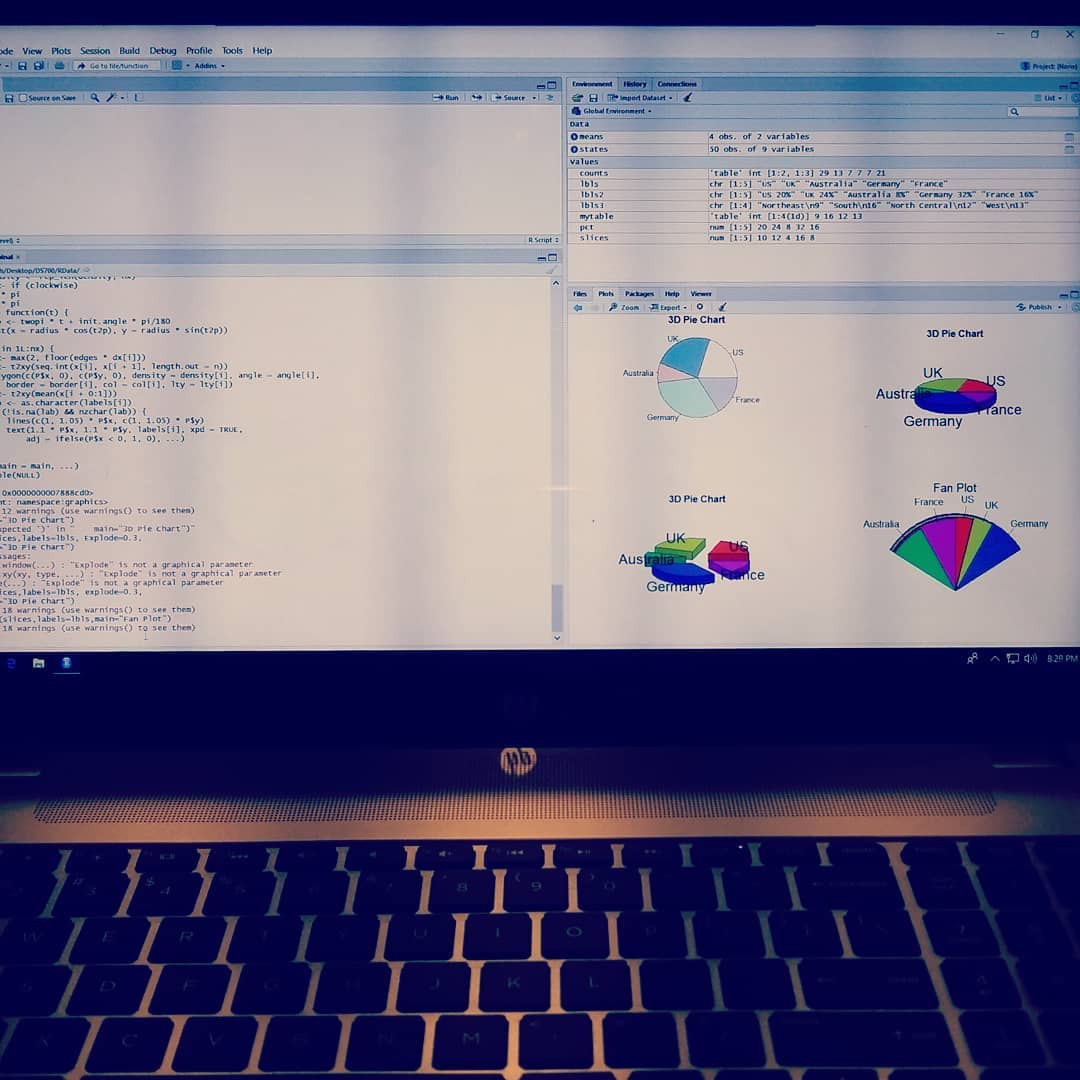 ode View Plots Session Build Debug Profile Tools Help
Go to file/function Addins
Project: (None)
Source on Save Run Source
R Script
Environment History Connections
Import Dataset List
Global Environment
Data
means 4 obs. of 2 variables
states 50 obs. of 9 variables
values
counts 'table' int [1:2, 1:3] 29 13 7 7 7 21
lbls chr [1:5] "US" "UK" "Australia" "Germany" "France"
lbls2 chr [1:5] "US 20%" "UK 24%" "Australia 8%" "Germany 32%" "France 16%"
lbls3 chr [1:4] "Northeast\n9" "South\n16" "North Central\n12" "West\n13"
mytable 'table' int [1:4(1d)] 9 16 12 13
pct num [1:5] 20 24 8 32 16
slices num [1:5] 10 12 4 16 8
s/Desktop/DS700/RData/
- if (clockwise)
* pi
* pi
function(t) {
<- twopi * t + init.angle * pi/180
t(x = radius * cos(t2p), y = radius * sin(t2p))
in 1L:nx) {
- max(2, floor(edges * dx[i]))
- t2xy(seq.int(x[i], x[i + 1], length.out = n))
ygon(c(P$x, 0), c(P$y, 0), density = density[i], angle = angle[i],
border = border[i], col = col[i], lty = lty[i])
- t2xy(mean(x[i + 0:1]))
<- as.character(labels[i])
(!is.na(lab) && nzchar(lab)) {
lines(c(1, 1.05) * P$x, c(1, 1.05) * P$y)
text(1.1 * P$x, 1.1 * P$y, labels[i], xpd = TRUE,
adj = ifelse(P$x < 0, 1, 0), ...)
main = main, ...)
le(NULL)
0x0000000007888cd0>
nt: namespace:graphics>
12 warnings (use warnings() to see them)
="3D Pie Chart")
xpected ')' in " main="3D Pie Chart")"
ices,labels=lbls, Explode=0.3,
="3D Pie Chart")
ssages:
.window(...) : "Explode" is not a graphical parameter
.xy(xy, type, ...) : "Explode" is not a graphical parameter
e(...) : "Explode" is not a graphical parameter
ices,labels=lbls, explode=0.3,
="3D Pie Chart")
18 warnings (use warnings() to see them)
(slices,labels=lbls,main="Fan Plot")
18 warnings (use warnings() to see them)
Files Plots Packages Help Viewer
Zoom Export Publish
3D Pie Chart
UK
US
Australia
France
Germany
3D Pie Chart
UK
US
Australia
France
Germany
3D Pie Chart
UK
US
Australia
France
Germany
Fan Plot
France US UK
Australia Germany
8:29 PM
hp
3 4 8 9 0
W E R U I O
D F J K L
C V M